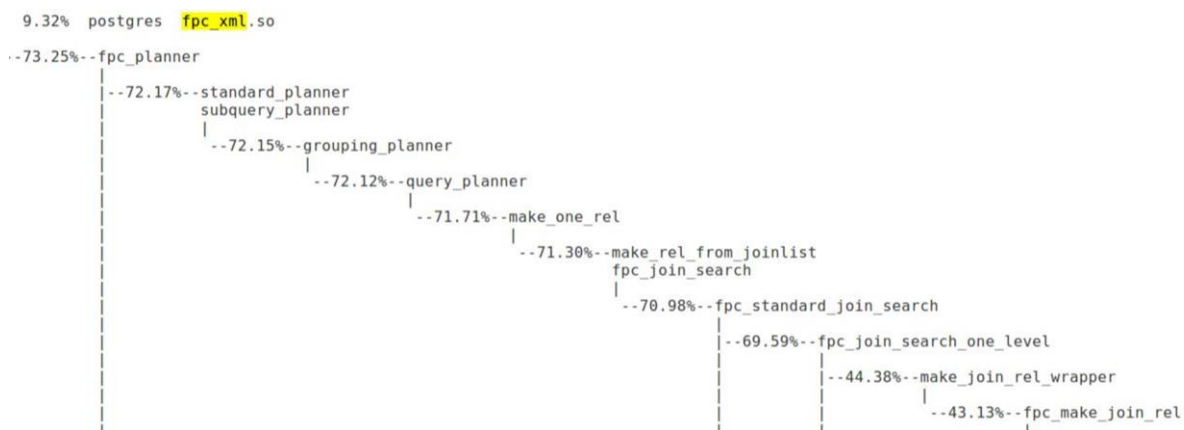 9.32% postgres fpc_xml.so
--73.25%--fpc_planner
|
|--72.17%--standard_planner
| subquery_planner
| |
| --72.15%--grouping_planner
| |
| --72.12%--query_planner
| |
| --71.71%--make_one_rel
| |
| --71.30%--make_rel_from_joinlist
| fpc_join_search
| |
| --70.98%--fpc_standard_join_search
| |
| |--69.59%--fpc_join_search_one_level
| | |
| | |--44.38%--make_join_rel_wrapper
| | | |
| | | --43.13%--fpc_make_join_rel